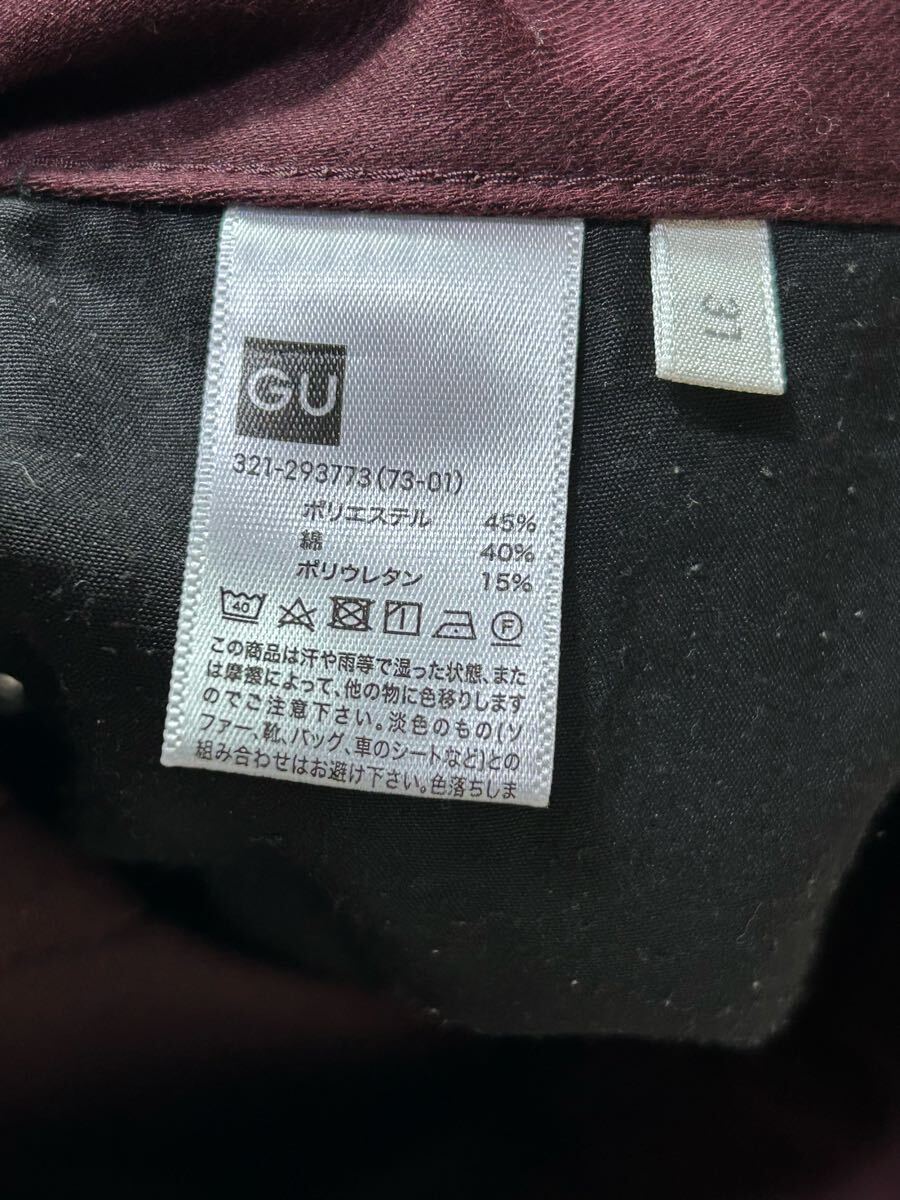 GU
321-293773(73-01)
ポリエステル 45%
綿 40%
ポリウレタン 15%
40
F
この商品は汗や雨等で湿った状態、また
は摩擦によって、他の物に色移りします
のでご注意下さい。淡色のもの(ソ
ファー、靴、バッグ、車のシートなど)との
組み合わせはお避け下さい。色落ちしま